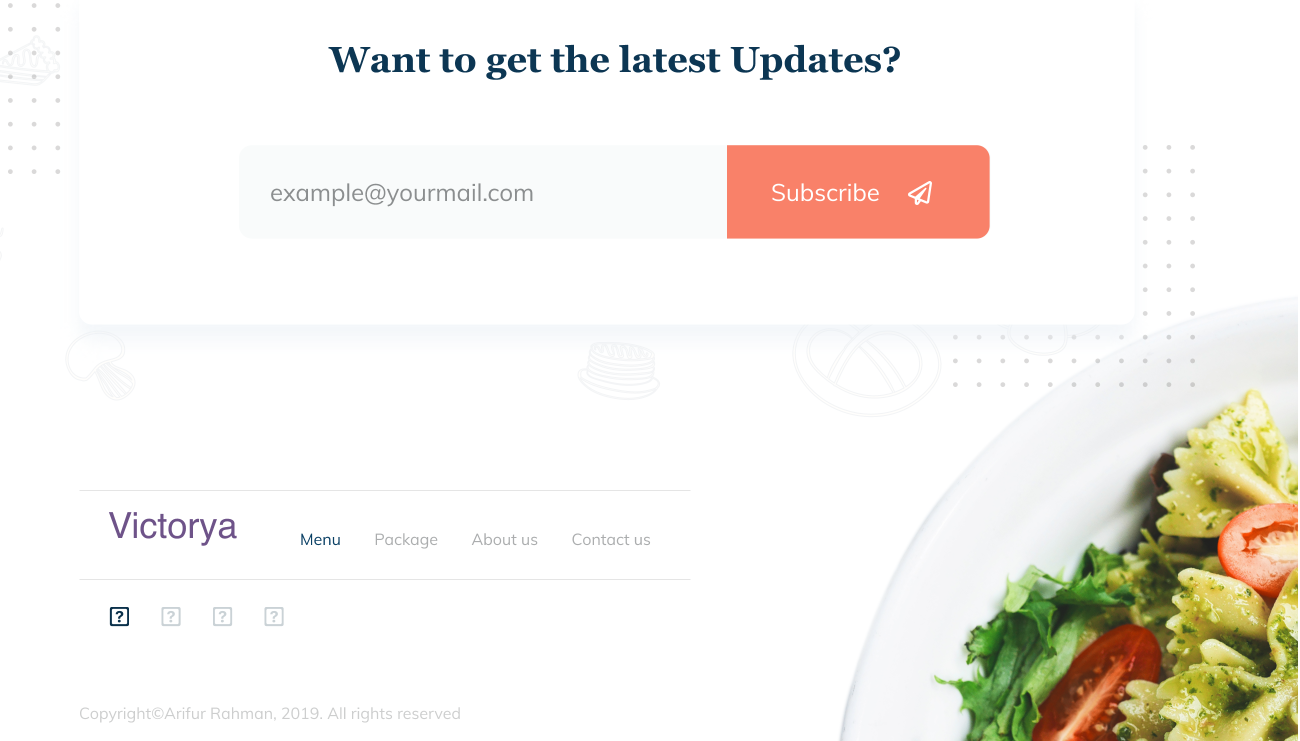 Want to get the latest Updates?
example@yourmail.com
Subscribe
Victorya
Menu Package About us Contact us
Copyright©Arifur Rahman, 2019. All rights reserved